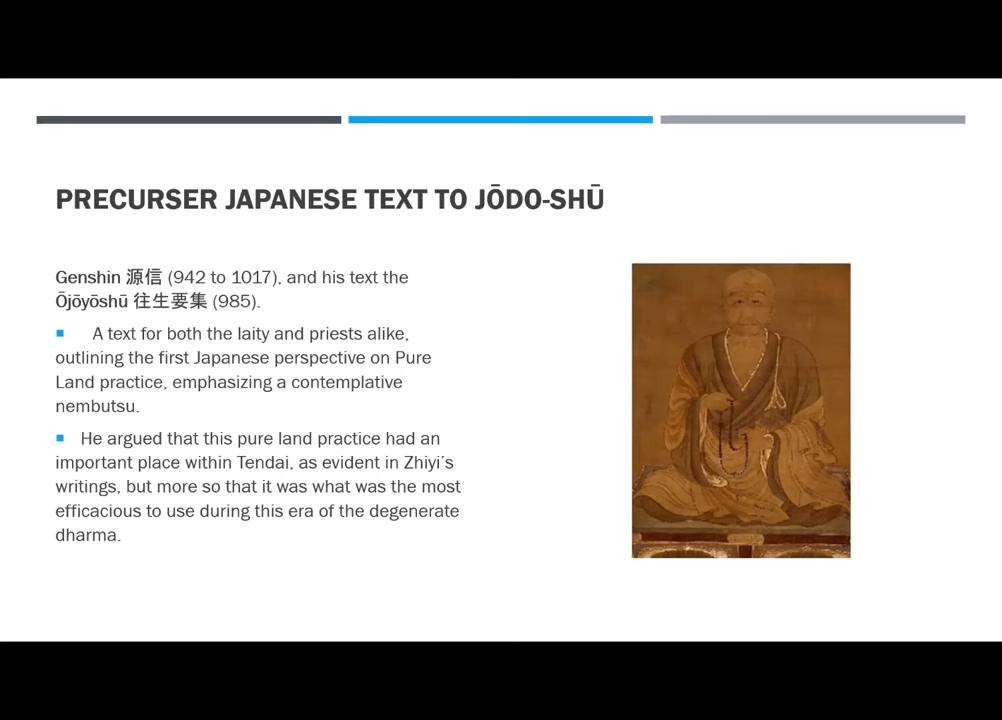 PRECURSER JAPANESE TEXT TO JŌDO-SHŪ
Genshin 源信 (942 to 1017), and his text the
Ōjōyōshū 往生要集 (985).
▪ A text for both the laity and priests alike,
outlining the first Japanese perspective on Pure
Land practice, emphasizing a contemplative
nembutsu.
▪ He argued that this pure land practice had an
important place within Tendai, as evident in Zhiyi’s
writings, but more so that it was what was the most
efficacious to use during this era of the degenerate
dharma.